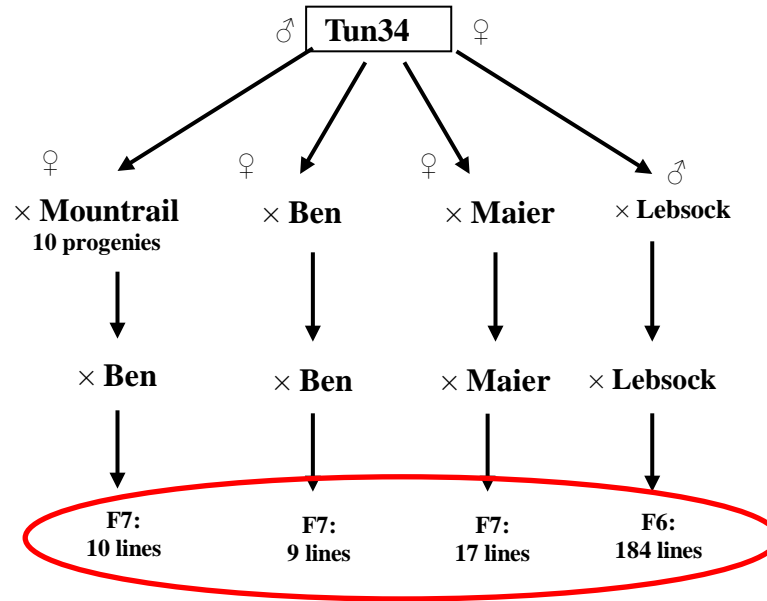 ♂ Tun34 ♀
♀ ♀ ♀ ♂
× Mountrail × Ben × Maier × Lebsock
10 progenies
× Ben × Ben × Maier × Lebsock
F7: F7: F7: F6:
10 lines 9 lines 17 lines 184 lines